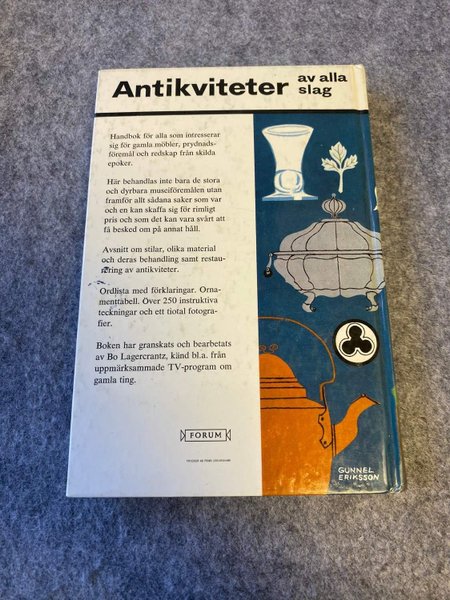 Antikviteter av alla
slag
Handbok för alla som intresserar
sig för gamla möbler, prydnads-
föremål och redskap från skilda
epoker.
Här behandlas inte bara de stora
och dyrbara museiföremålen utan
framför allt sådana saker som var
och en kan skaffa sig för rimligt
pris och som det kan vara svårt att
få besked om på annat håll.
Avsnitt om stilar, olika material
och deras behandling samt restau-
rering av antikviteter.
Ordlista med förklaringar. Orna-
menttabell. Över 250 instruktiva
teckningar och ett tiotal fotogra-
fier.
Boken har granskats och bearbetats
av Bo Lagercrantz, känd bl.a. från
uppmärksammade TV-program om
gamla ting.
FORUM
GUNNEL
ERIKSSON